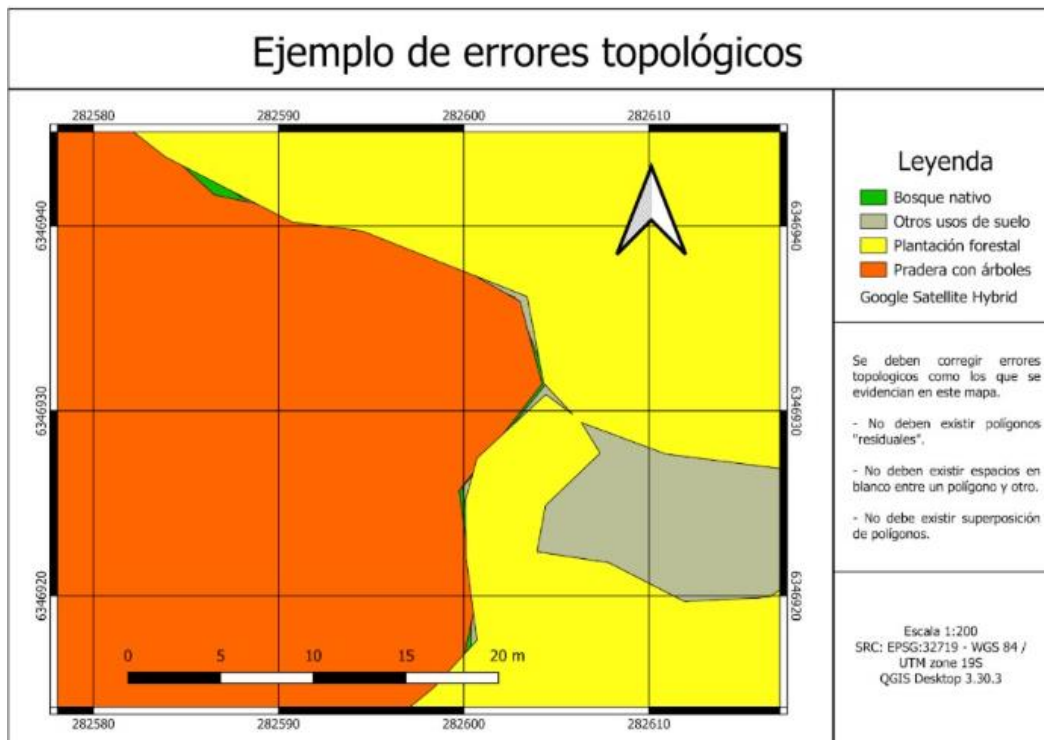 Ejemplo de errores topológicos
282580 282590 282600 282610
6346940 6346940
6346930 6346930
6346920 6346920
0 5 10 15 20 m
282580 282590 282600 282610
Leyenda
Bosque nativo
Otros usos de suelo
Plantación forestal
Pradera con árboles
Google Satellite Hybrid
Se deben corregir errores
topologicos como los que se
evidencian en este mapa.
- No deben existir polígonos
"residuales".
- No deben existir espacios en
blanco entre un polígono y otro.
- No debe existir superposición
de polígonos.
Escala 1:200
SRC: EPSG:32719 - WGS 84 /
UTM zone 19S
QGIS Desktop 3.30.3